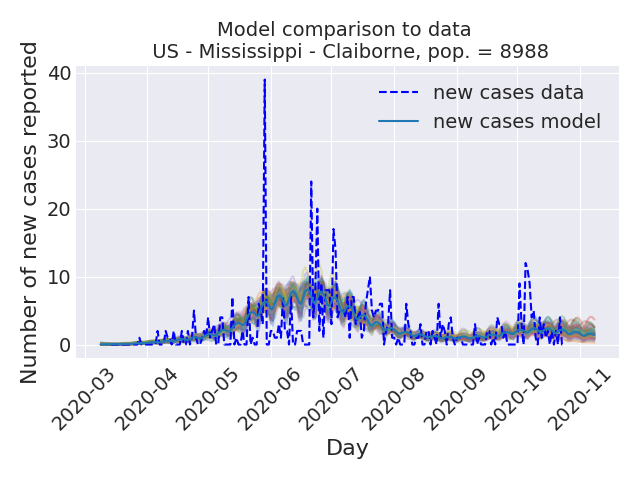 Model comparison to data
US - Mississippi - Claiborne, pop. = 8988
Number of new cases reported
40
30
20
10
0
new cases data
new cases model
2020-03
2020-04
2020-05
2020-06
2020-07
2020-08
2020-09
2020-10
2020-11
Day